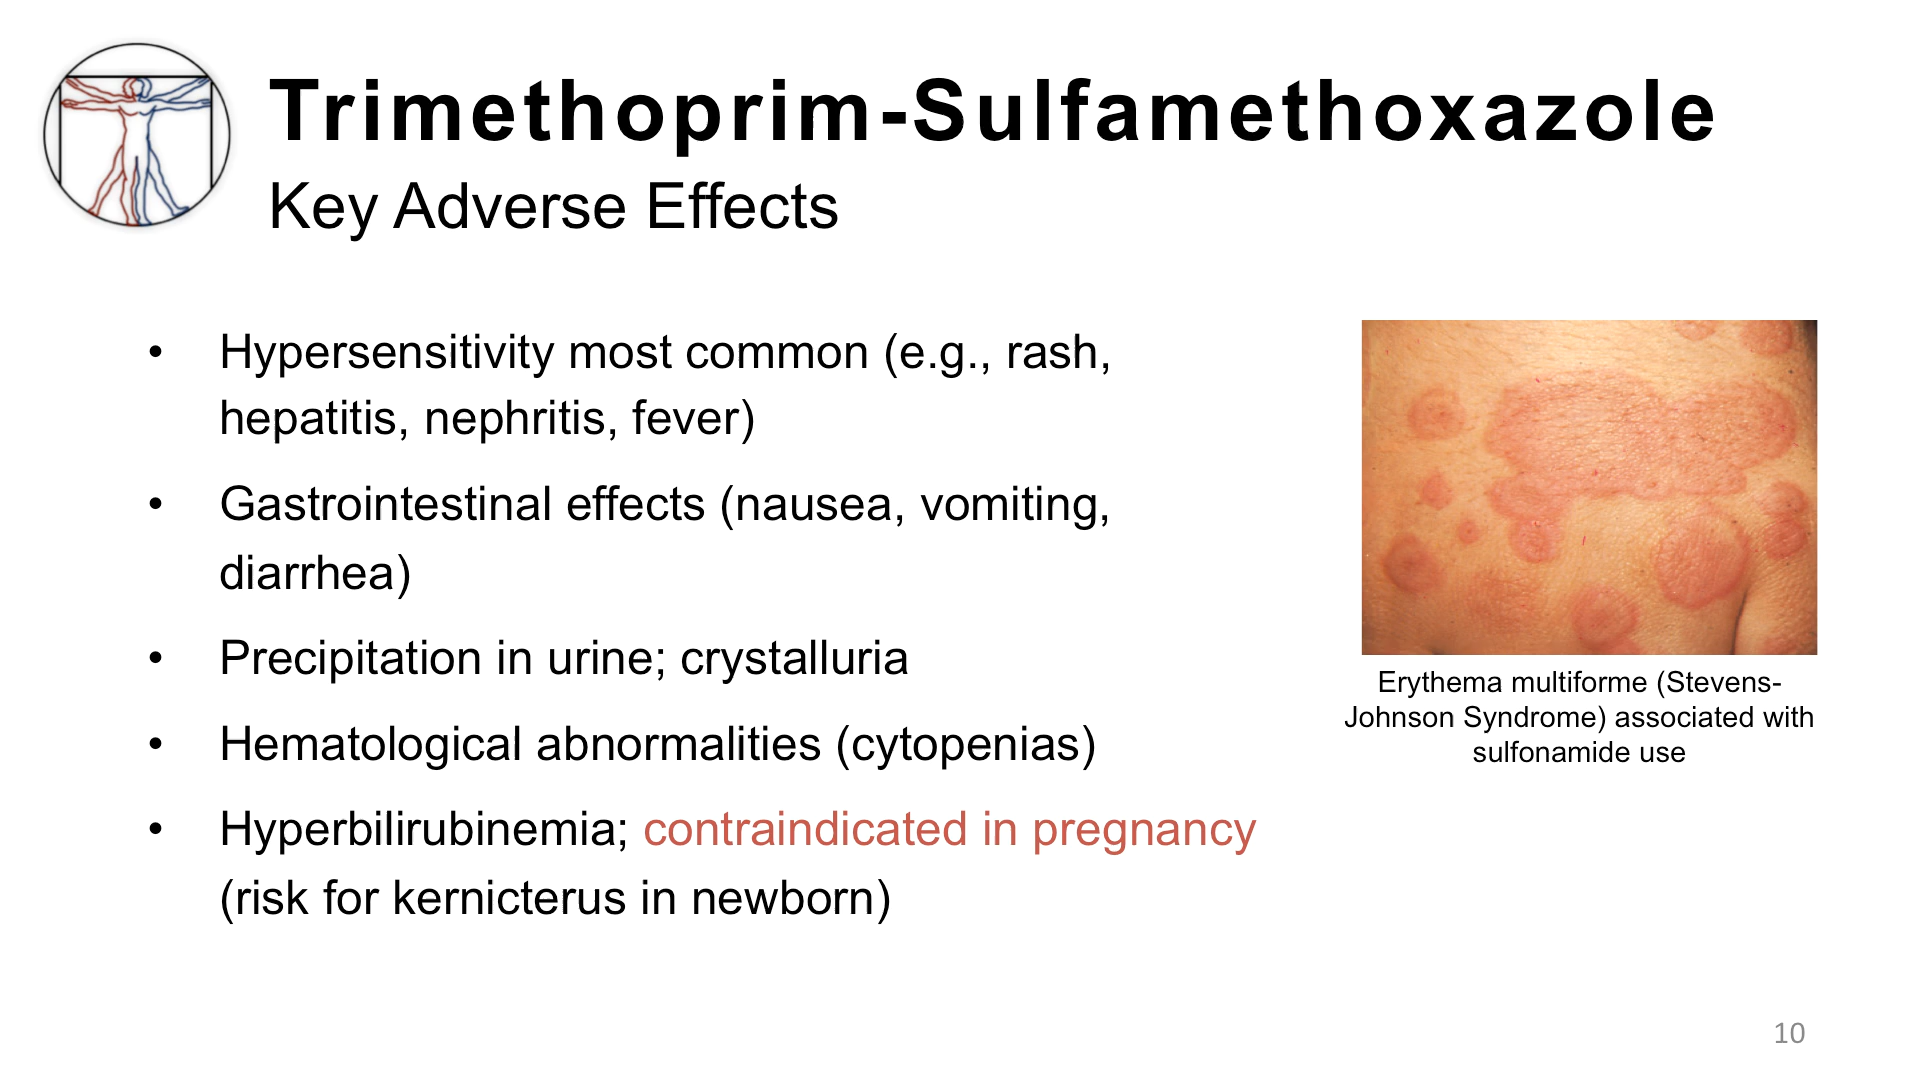 Trimethoprim-Sulfamethoxazole
Key Adverse Effects
• Hypersensitivity most common (e.g., rash,
hepatitis, nephritis, fever)
• Gastrointestinal effects (nausea, vomiting,
diarrhea)
• Precipitation in urine; crystalluria
• Hematological abnormalities (cytopenias)
• Hyperbilirubinemia; contraindicated in pregnancy
(risk for kernicterus in newborn)
Erythema multiforme (Stevens-
Johnson Syndrome) associated with
sulfonamide use
10